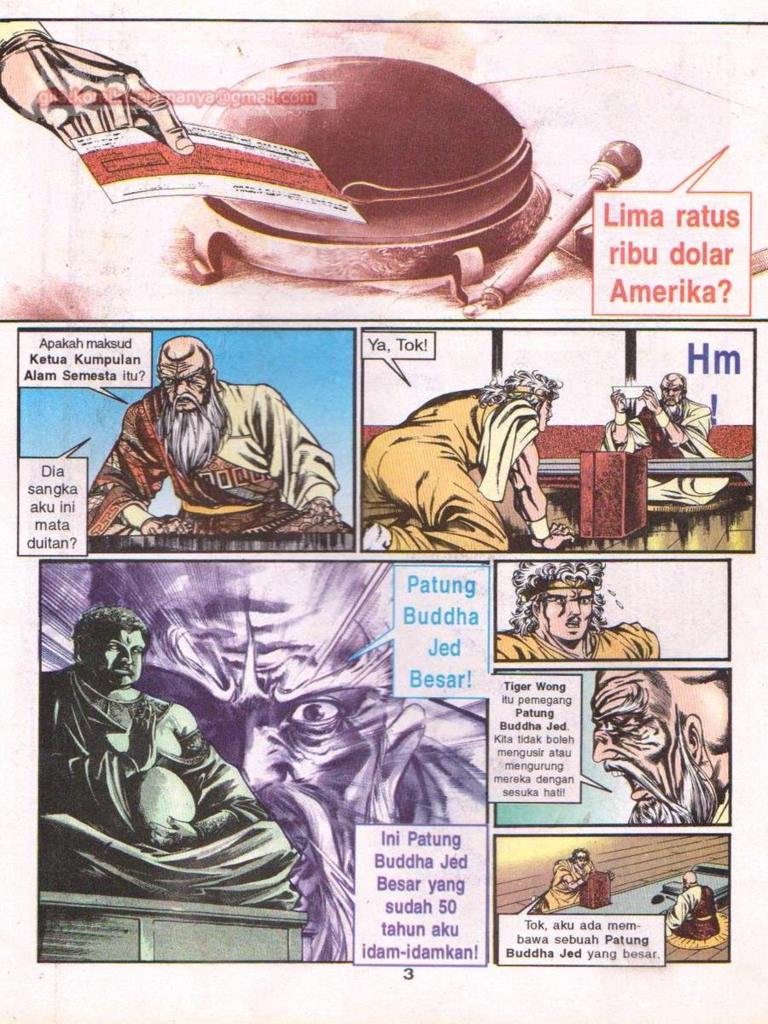 gilakomiklamanya@gmail.com
Lima ratus
ribu dolar
Amerika?
Apakah maksud
Ketua Kumpulan
Alam Semesta itu?
Dia
sangka
aku ini
mata
duitan?
Ya, Tok!
Hm
!
Patung
Buddha
Jed
Besar!
Ini Patung
Buddha Jed
Besar yang
sudah 50
tahun aku
idam-idamkan!
Tiger Wong
itu pemegang
Patung
Buddha Jed.
Kita tidak boleh
mengusir atau
mengurung
mereka dengan
sesuka hati!
Tok, aku ada mem-
bawa sebuah Patung
Buddha Jed yang besar.
3